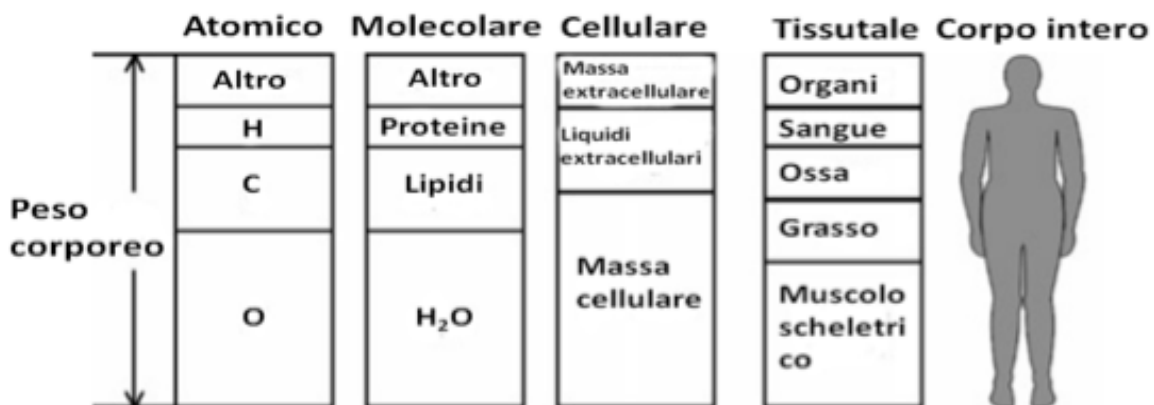 Atomico Molecolare Cellulare Tissutale Corpo intero
Peso
corporeo
Altro
H
C
O
Altro
Proteine
Lipidi
H₂O
Massa
extracellulare
Liquidi
extracellulari
Massa
cellulare
Organi
Sangue
Ossa
Grasso
Muscolo
scheletri
co